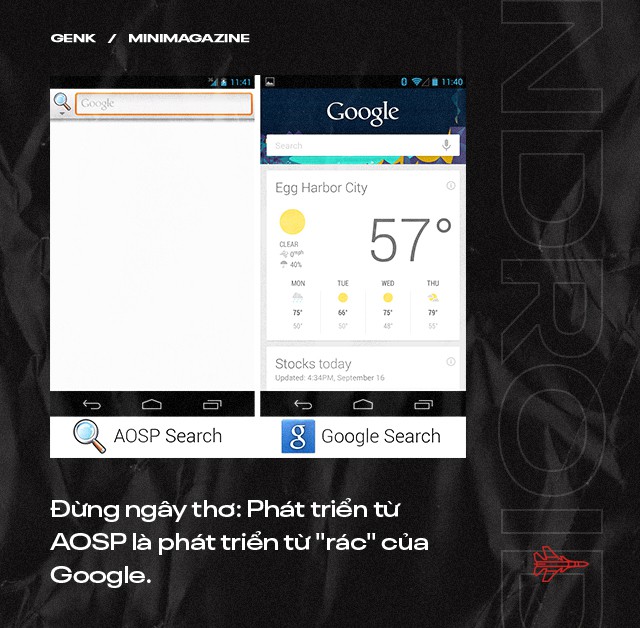 GENK / MINIMAGAZINE
11:41
Google
11:40
Google
Search
Egg Harbor City
57°
CLEAR
0mph
40%
MON TUE WED THU
75° 66° 75° 79°
50° 50° 48° 55°
Stocks today
Updated: 4:34PM, September 16
AOSP Search
g Google Search
Đừng ngây thơ: Phát triển từ
AOSP là phát triển từ "rác" của
Google.
NDROID